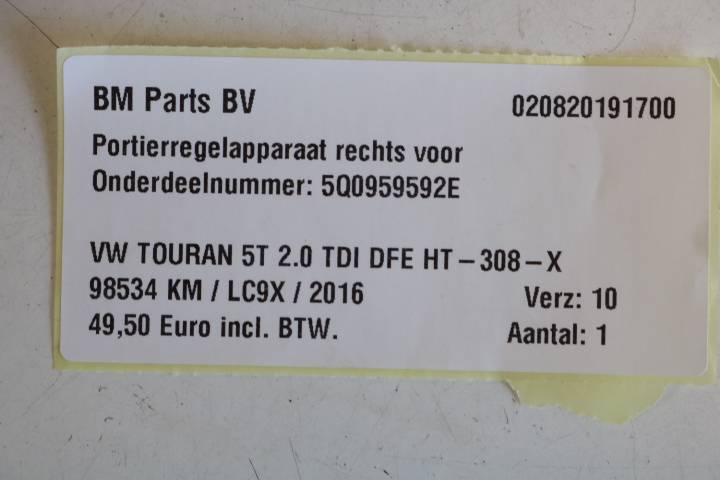 BM Parts BV 020820191700
Portierregelapparaat rechts voor
Onderdeelnummer: 5Q0959592E
VW TOURAN 5T 2.0 TDI DFE HT-308-X
98534 KM / LC9X / 2016 Verz: 10
49,50 Euro incl. BTW. Aantal: 1